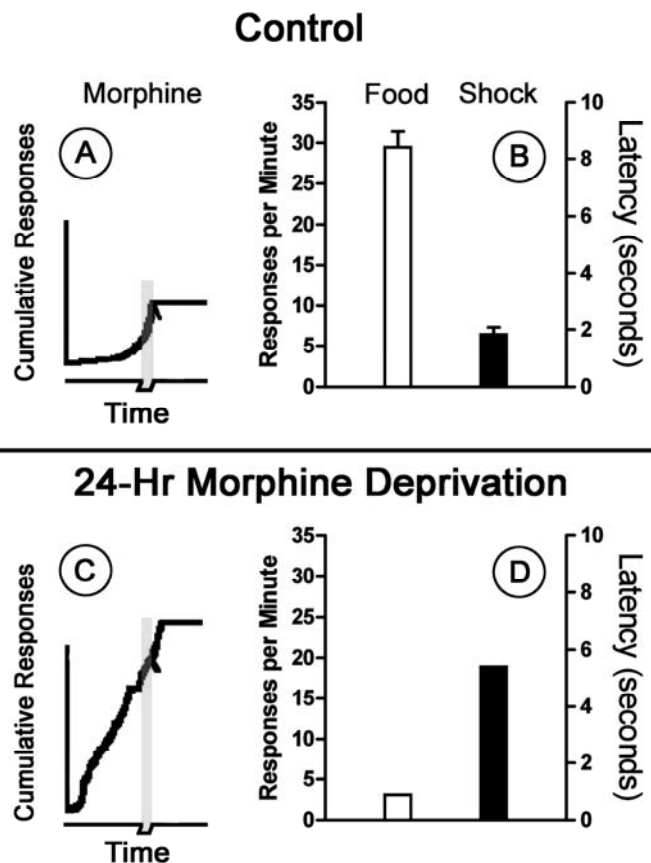 Control
Morphine
A
Cumulative Responses
Time
Food Shock
B
Responses per Minute
35
30
25
20
15
10
5
0
10
8
6
4
2
0
Latency (seconds)
24-Hr Morphine Deprivation
C
Cumulative Responses
Time
D
Responses per Minute
35
30
25
20
15
10
5
0
10
8
6
4
2
0
Latency (seconds)